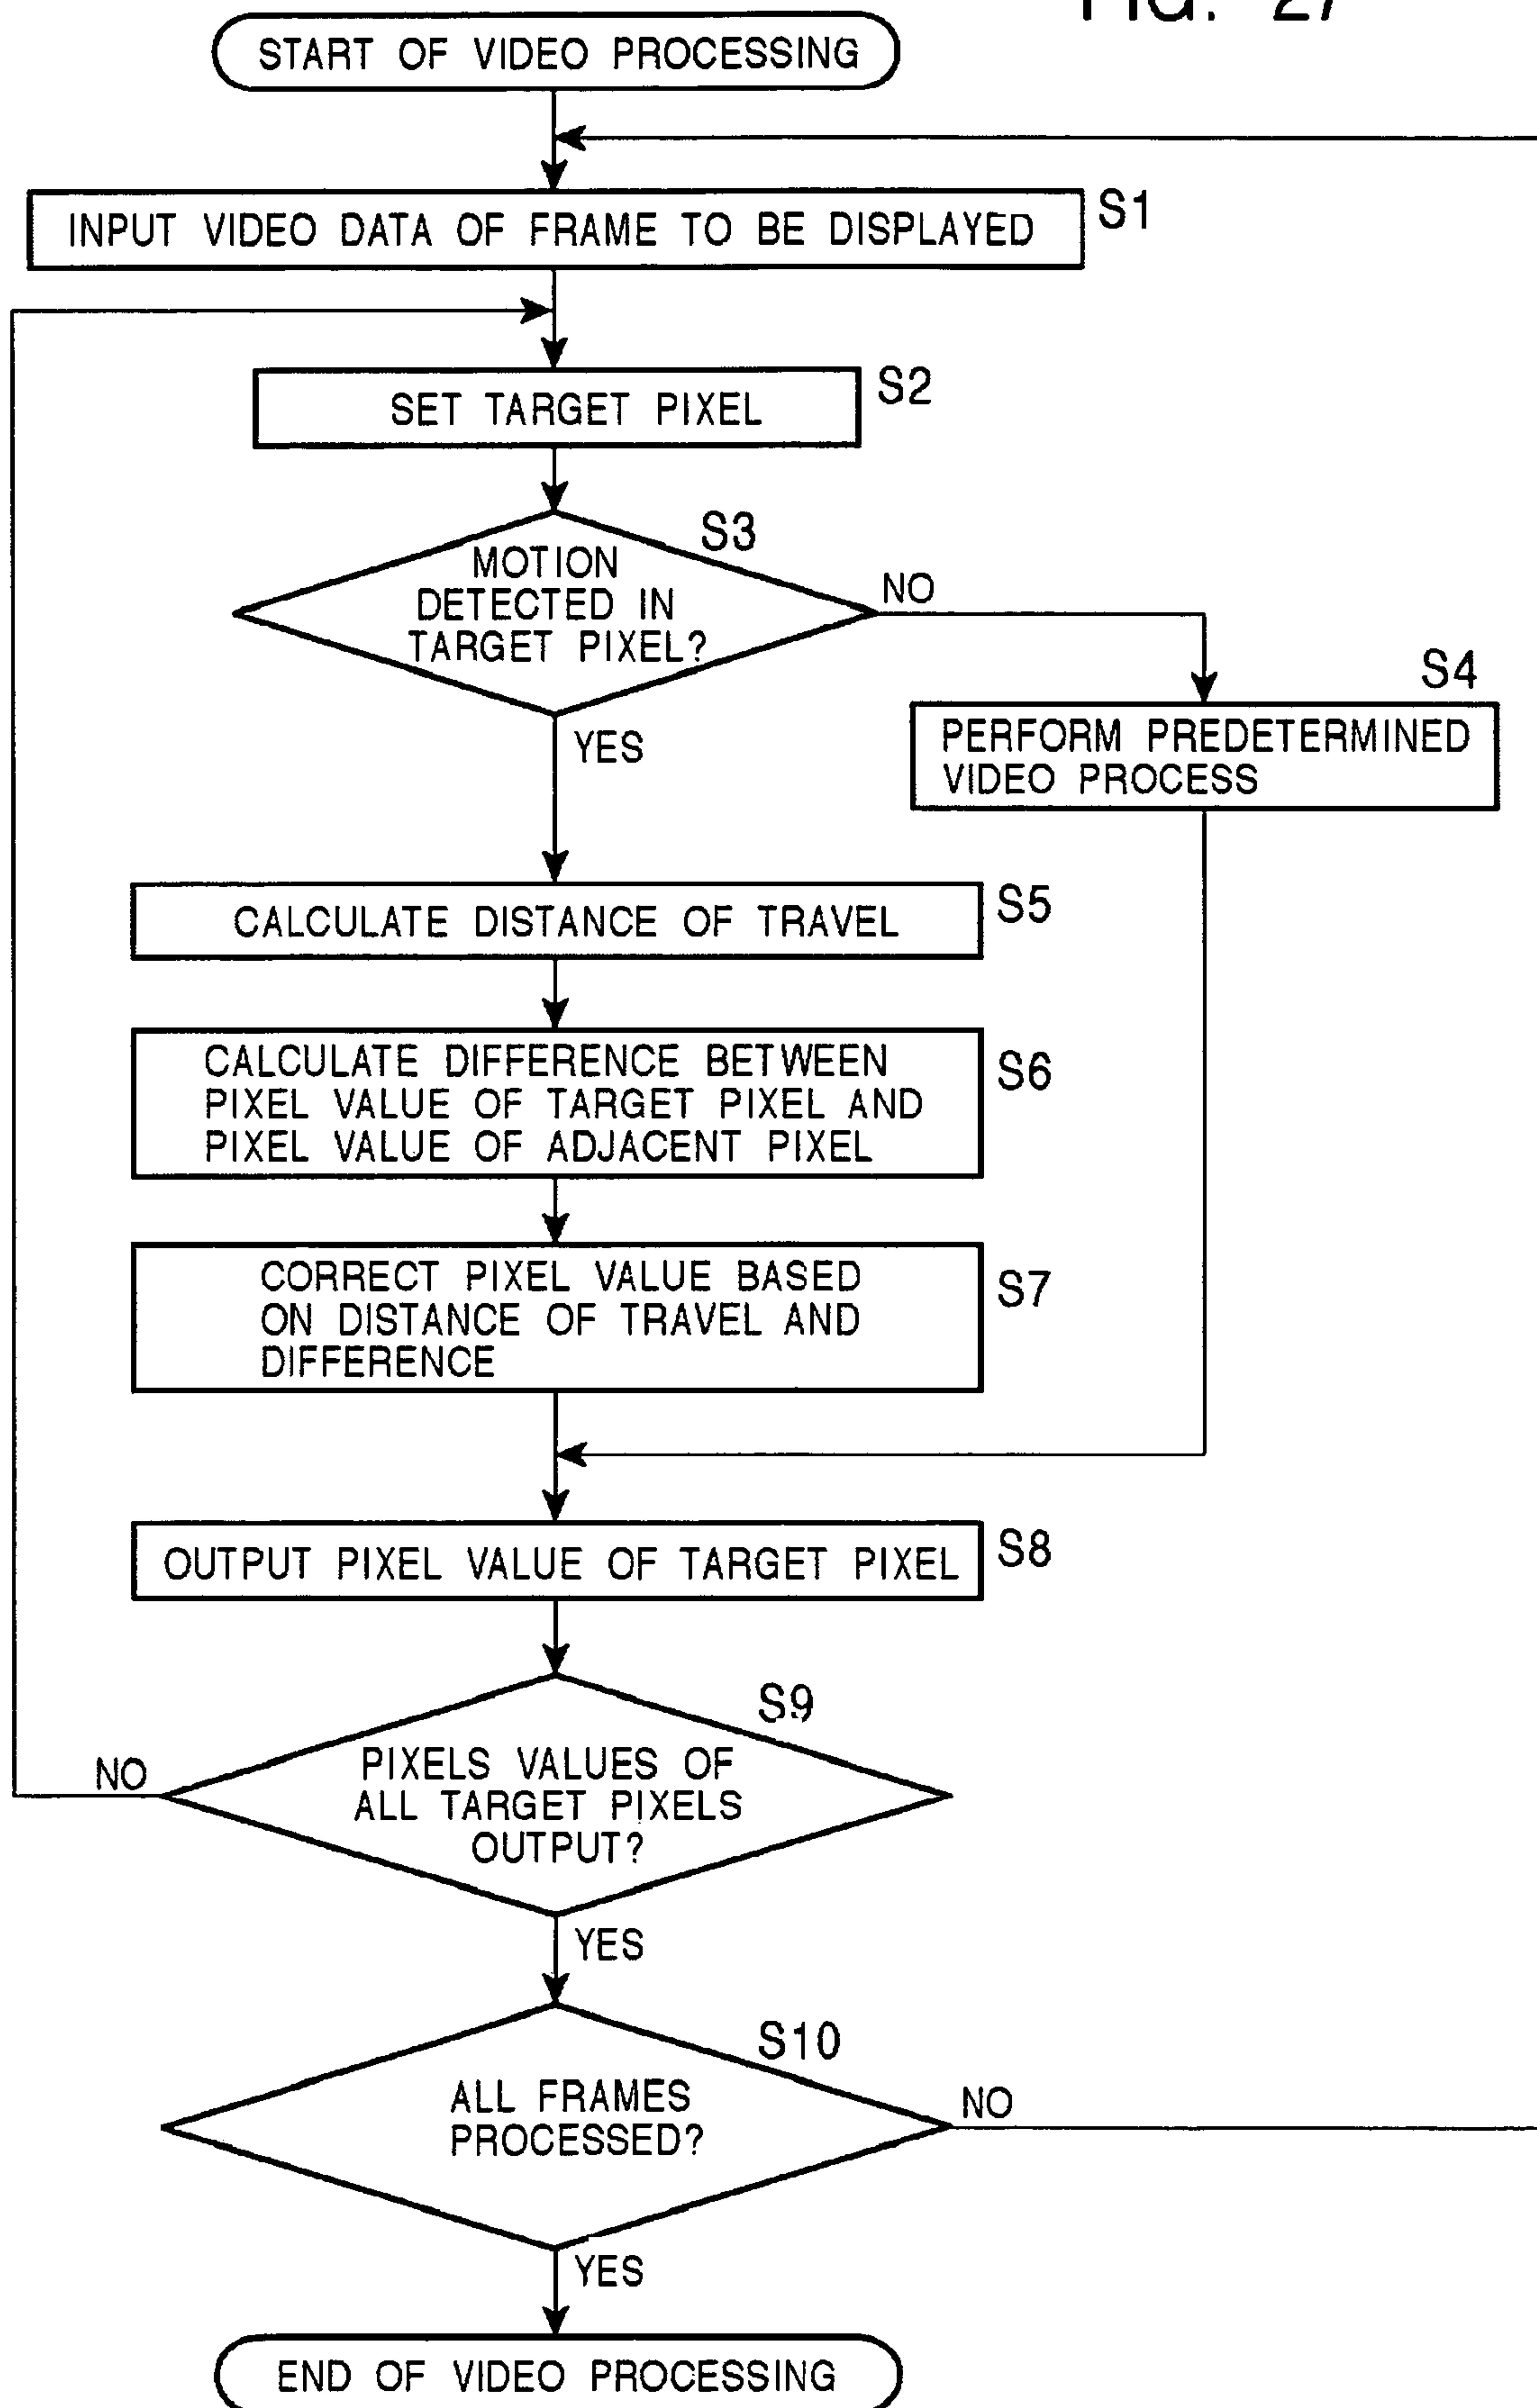 FIG. 27
START OF VIDEO PROCESSING
INPUT VIDEO DATA OF FRAME TO BE DISPLAYED
S1
SET TARGET PIXEL
S2
S3
MOTION
DETECTED IN
TARGET PIXEL?
NO
YES
S4
PERFORM PREDETERMINED
VIDEO PROCESS
CALCULATE DISTANCE OF TRAVEL
S5
CALCULATE DIFFERENCE BETWEEN
PIXEL VALUE OF TARGET PIXEL AND
PIXEL VALUE OF ADJACENT PIXEL
S6
CORRECT PIXEL VALUE BASED
ON DISTANCE OF TRAVEL AND
DIFFERENCE
S7
OUTPUT PIXEL VALUE OF TARGET PIXEL
S8
S9
PIXELS VALUES OF
ALL TARGET PIXELS
OUTPUT?
NO
YES
S10
ALL FRAMES
PROCESSED?
NO
YES
END OF VIDEO PROCESSING